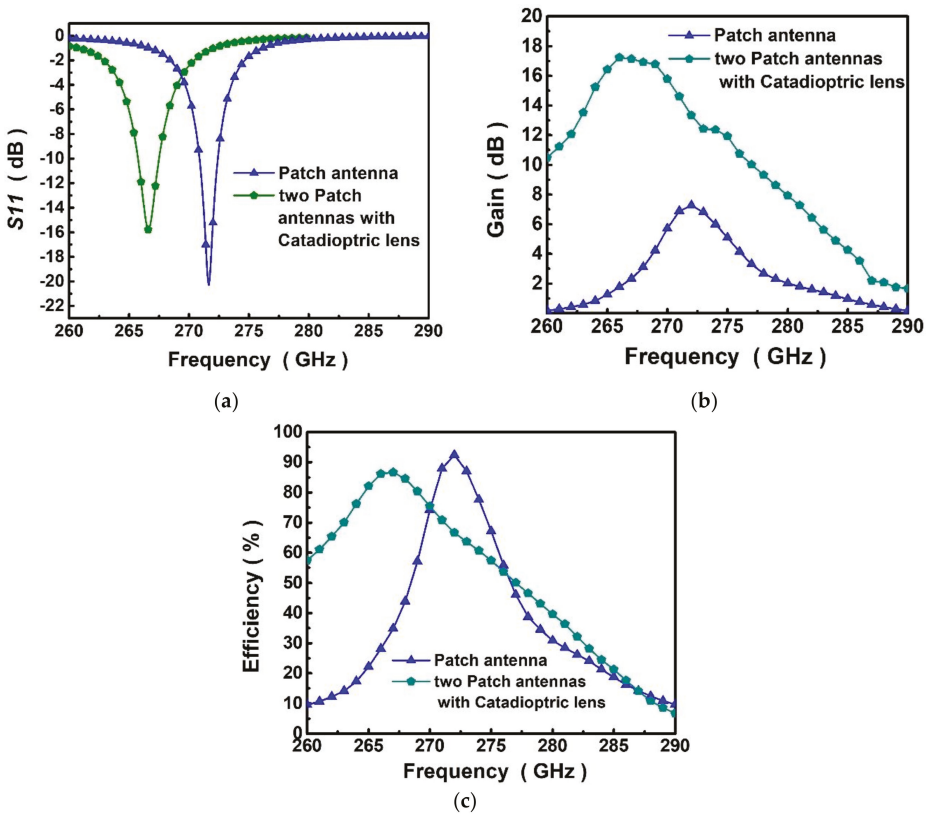 0
-2
-4
-6
-8
-10
-12
-14
-16
-18
-20
-22
S11 ( dB )
Patch antenna
two Patch
antennas with
Catadioptric lens
260 265 270 275 280 285 290
Frequency ( GHz )
(a)
20
18
16
14
12
10
8
6
4
2
Gain ( dB )
Patch antenna
two Patch antennas
with Catadioptric lens
260 265 270 275 280 285 290
Frequency ( GHz )
(b)
100
90
80
70
60
50
40
30
20
10
0
Efficiency ( % )
Patch antenna
two Patch antennas
with Catadioptric lens
260 265 270 275 280 285 290
Frequency ( GHz )
(c)